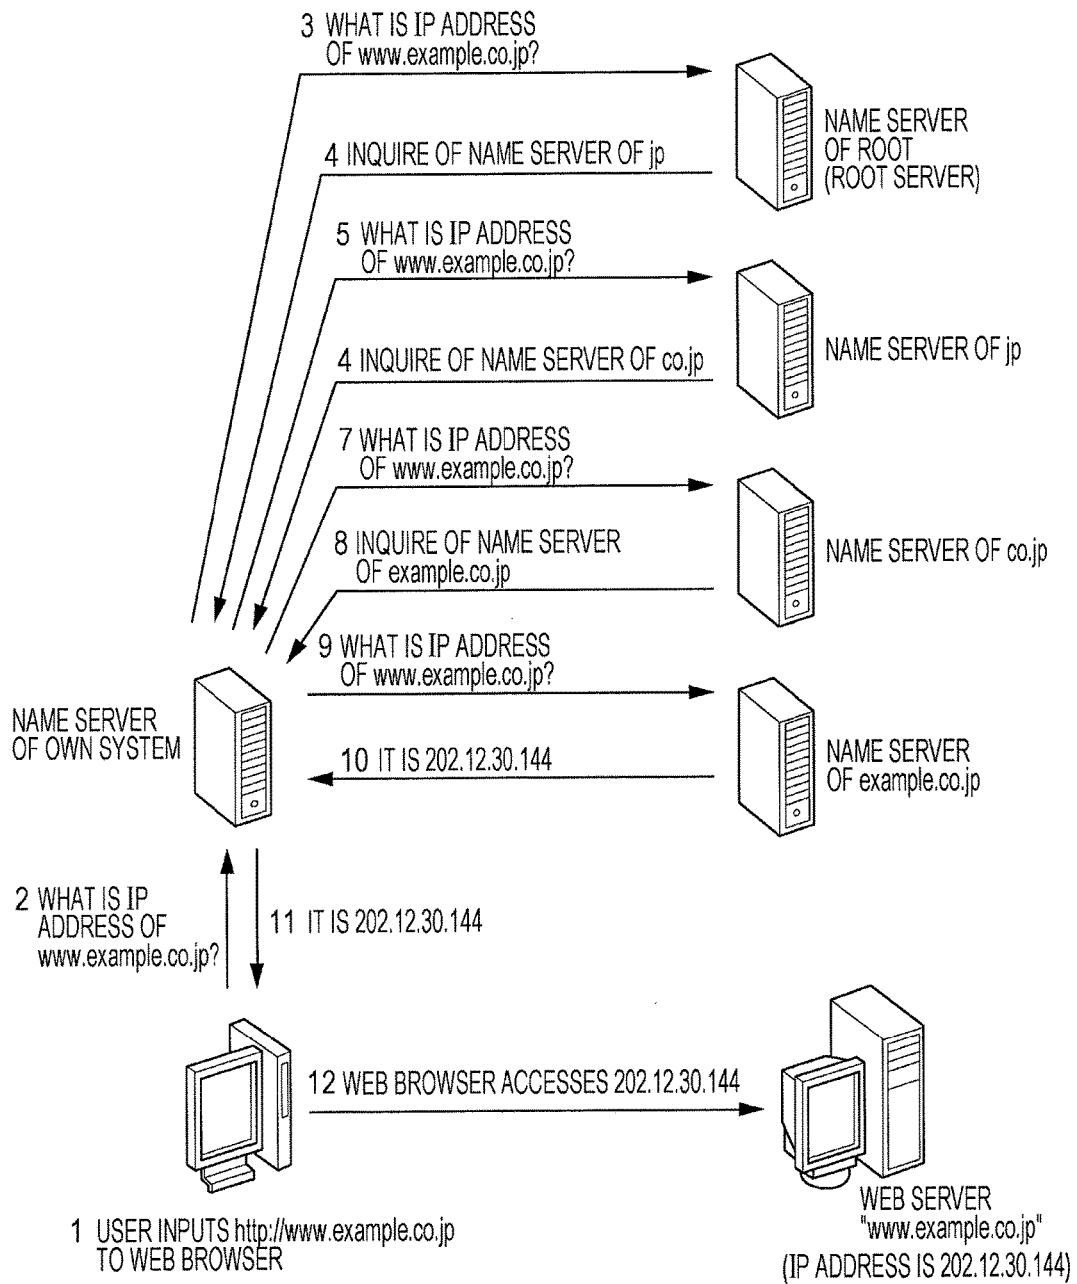 3 WHAT IS IP ADDRESS
OF www.example.co.jp?
NAME SERVER
OF ROOT
(ROOT SERVER)
4 INQUIRE OF NAME SERVER OF jp
5 WHAT IS IP ADDRESS
OF www.example.co.jp?
NAME SERVER OF jp
4 INQUIRE OF NAME SERVER OF co.jp
7 WHAT IS IP ADDRESS
OF www.example.co.jp?
8 INQUIRE OF NAME SERVER
OF example.co.jp
NAME SERVER OF co.jp
9 WHAT IS IP ADDRESS
OF www.example.co.jp?
NAME SERVER
OF OWN SYSTEM
10 IT IS 202.12.30.144
NAME SERVER
OF example.co.jp
2 WHAT IS IP
ADDRESS OF
www.example.co.jp?
11 IT IS 202.12.30.144
12 WEB BROWSER ACCESSES 202.12.30.144
1 USER INPUTS http://www.example.co.jp
TO WEB BROWSER
WEB SERVER
"www.example.co.jp"
(IP ADDRESS IS 202.12.30.144)